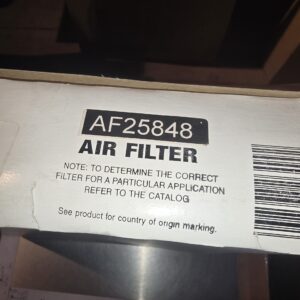 AF25848
AIR FILTER
NOTE: TO DETERMINE THE CORRECT
FILTER FOR A PARTICULAR APPLICATION
REFER TO THE CATALOG
See product for country of origin marking.